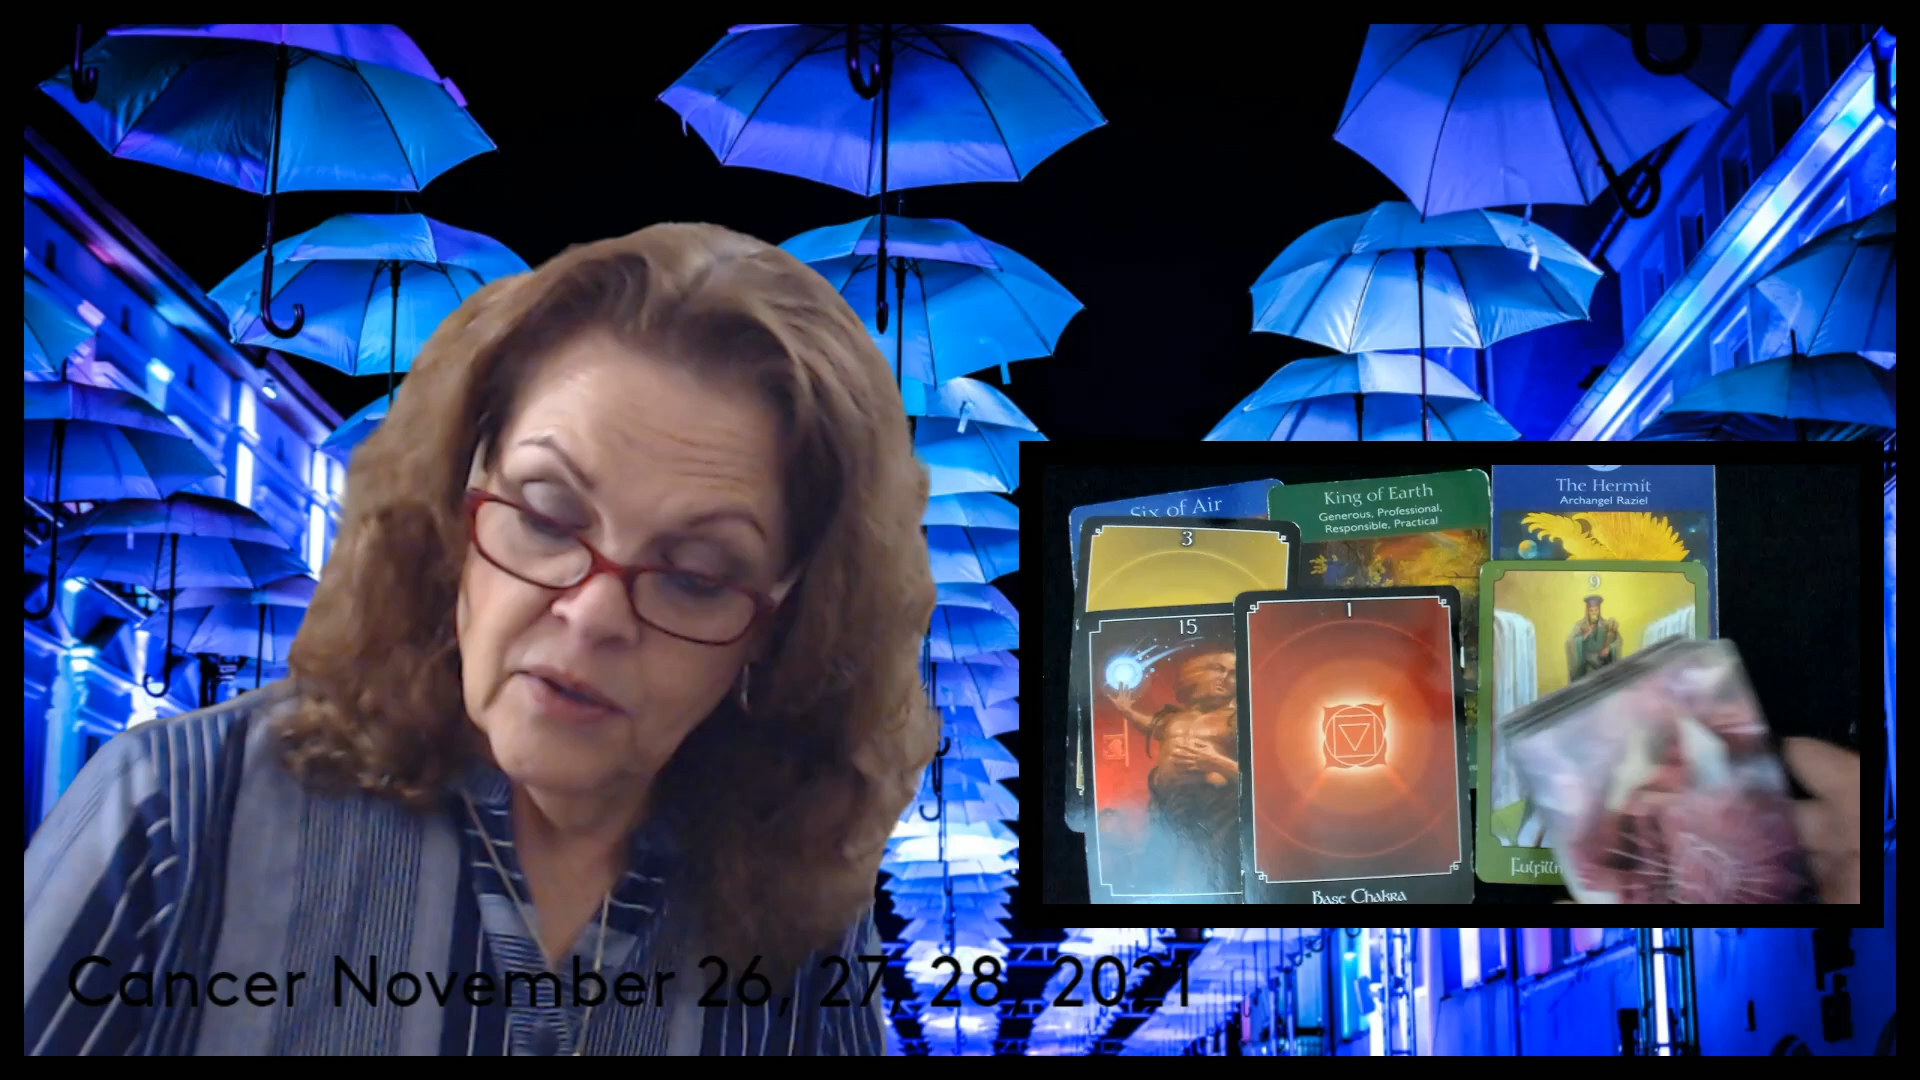 Six of Air
King of Earth
Generous, Professional,
Responsible, Practical
The Hermit
Archangel Raziel
3
9
15
1
Base Chakra
Cancer November 26, 27, 28, 2021